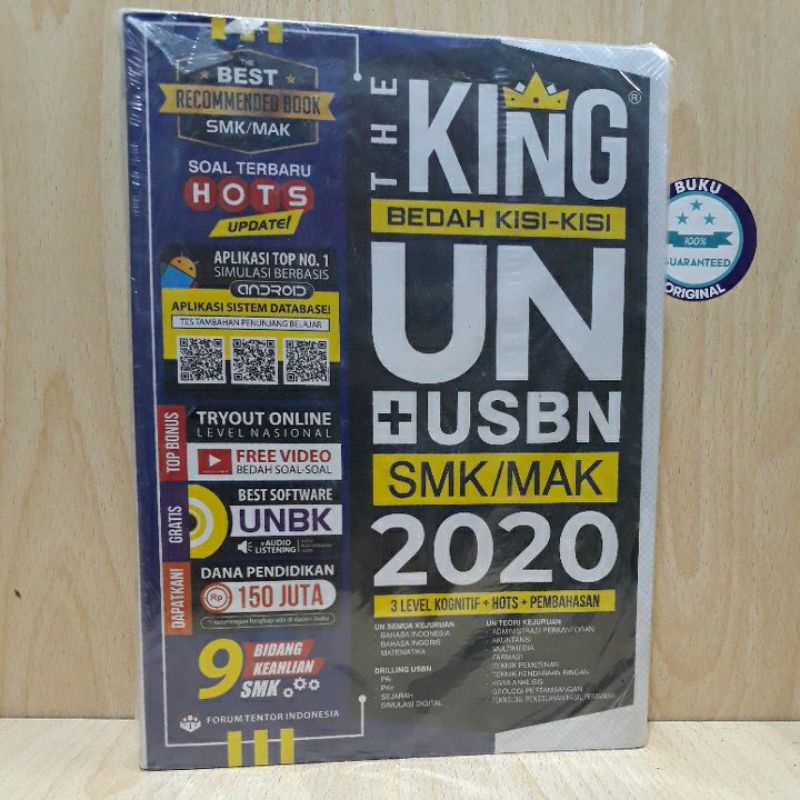 THE
BEST
RECOMMENDED BOOK
SMK/MAK
SOAL TERBARU
HOTS
UPDATE!
APLIKASI TOP NO. 1
SIMULASI BERBASIS
ANDROID
APLIKASI SISTEM DATABASE!
TES TAMBAHAN PENUNJANG BELAJAR
TOP BONUS
TRYOUT ONLINE
LEVEL NASIONAL
FREE VIDEO
BEDAH SOAL-SOAL
GRATIS
BEST SOFTWARE
UNBK
+AUDIO
LISTENING
DAPATKAN!
DANA PENDIDIKAN
Rp 150 JUTA
9 BIDANG
KEAHLIAN
SMK
FORUM TENTOR INDONESIA
THE
KING®
BEDAH KISI-KISI
UN
+USBN
SMK/MAK
2020
3 LEVEL KOGNITIF + HOTS + PEMBAHASAN
UN SEMUA KEJURUAN
- BAHASA INDONESIA
- BAHASA INGGRIS
- MATEMATIKA
DRILLING USBN
- PAI
- PKn
- SEJARAH
- SIMULASI DIGITAL
UN TEORI KEJURUAN
- ADMINISTRASI PERKANTORAN
- AKUNTANSI
- MULTIMEDIA
- FARMASI
- TEKNIK PEMESINAN
- TEKNIK KENDARAAN RINGAN
- KIMIA ANALISIS
- GEOLOGI PERTAMBANGAN
BUKU
100%
GUARANTEED
ORIGINAL